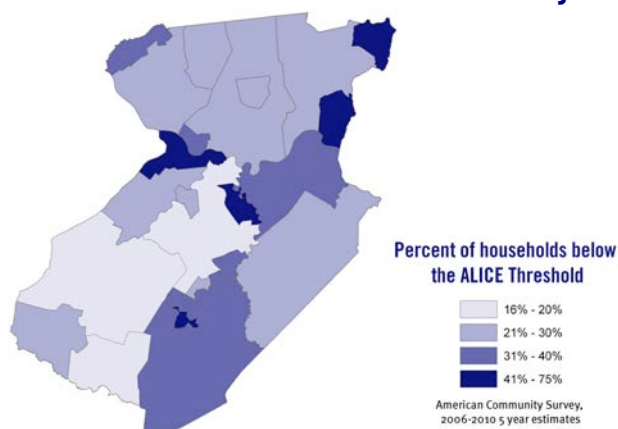 Percent of households below
the ALICE Threshold
16% - 20%
21% - 30%
31% - 40%
41% - 75%
American Community Survey,
2006-2010 5 year estimates